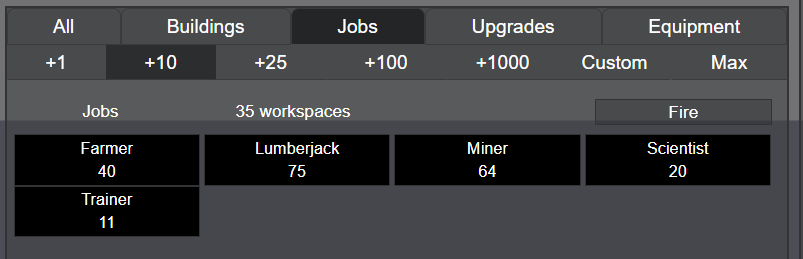 All Buildings Jobs Upgrades Equipment
+1 +10 +25 +100 +1000 Custom Max
Jobs 35 workspaces Fire
Farmer Lumberjack Miner Scientist
40 75 64 20
Trainer
11